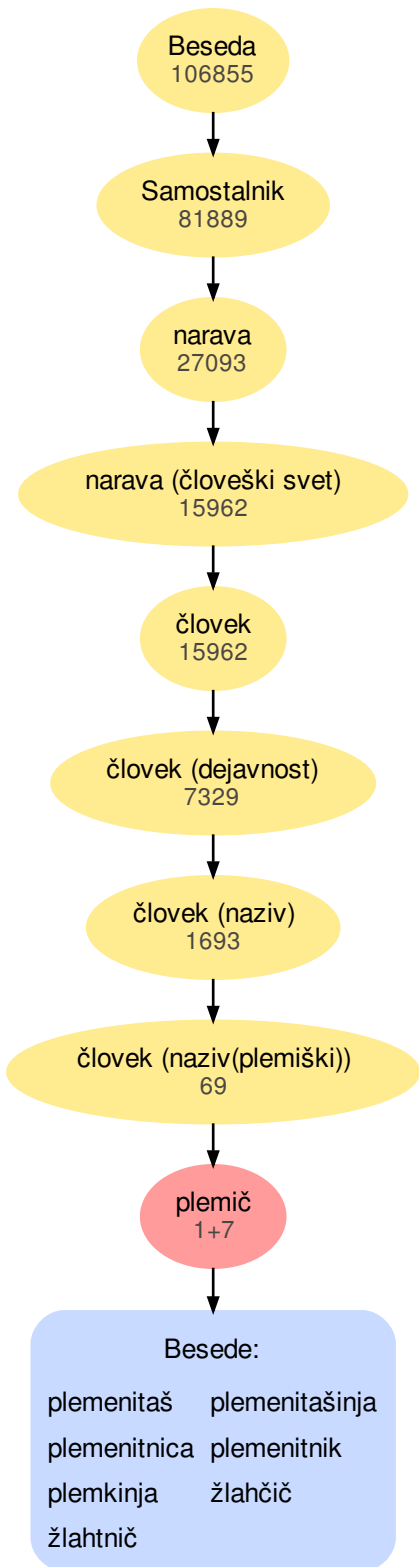 Beseda
106855
Samostalnik
81889
narava
27093
narava (človeški svet)
15962
človek
15962
človek (dejavnost)
7329
človek (naziv)
1693
človek (naziv(plemiški))
69
plemič
1+7
Besede:
plemenitaš plemenitašinja
plemenitnica plemenitnik
plemkinja žlahčič
žlahtnič